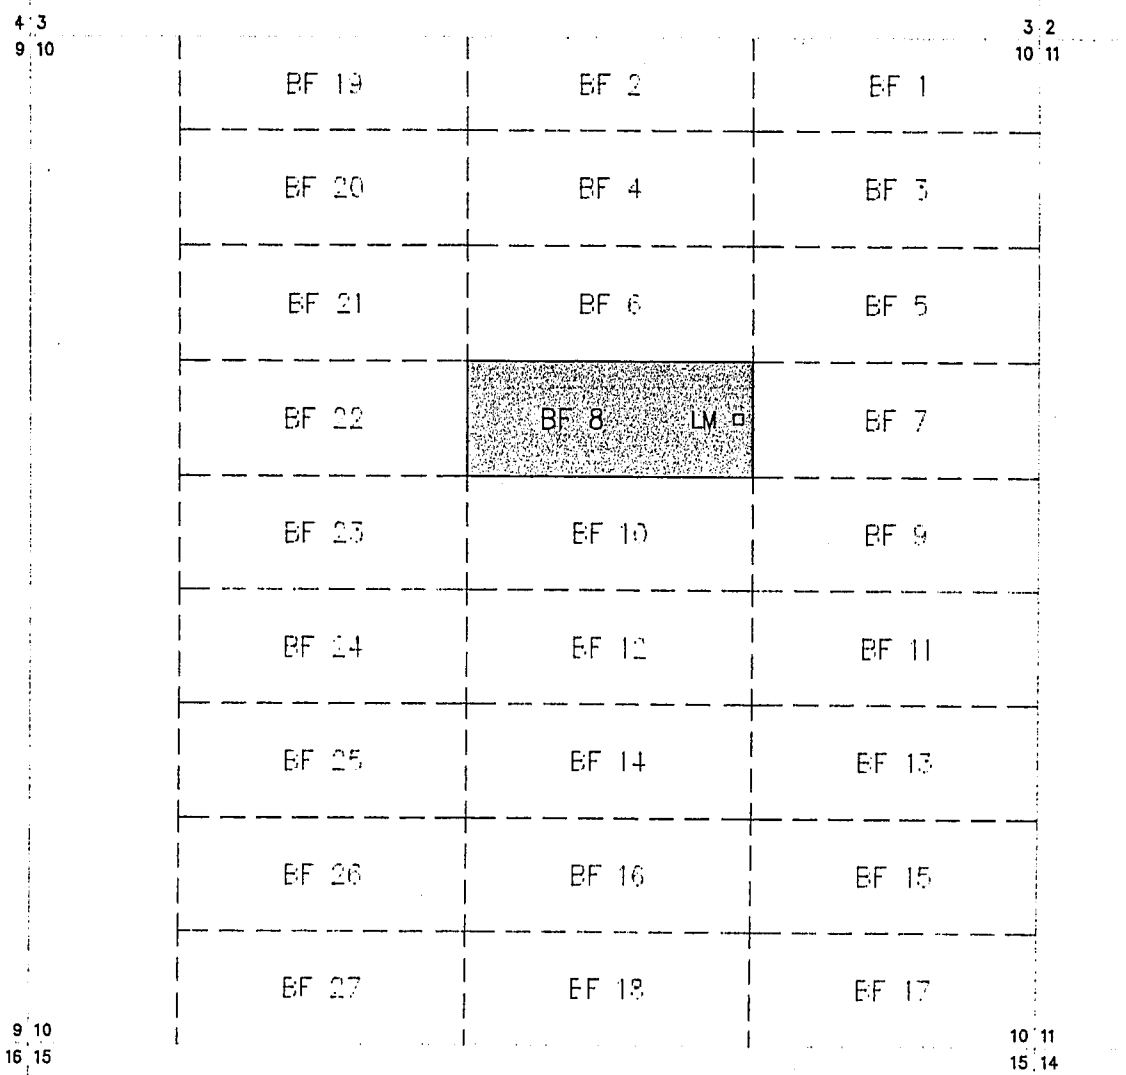 4 3 3 2
9 10 10 11
BF 19 BF 2 BF 1
BF 20 BF 4 BF 3
BF 21 BF 6 BF 5
BF 22 BF 8 LM BF 7
BF 23 BF 10 BF 9
BF 24 BF 12 BF 11
BF 25 BF 14 BF 13
BF 26 BF 16 BF 15
BF 27 BF 18 BF 17
9 10 10 11
16 15 15 14